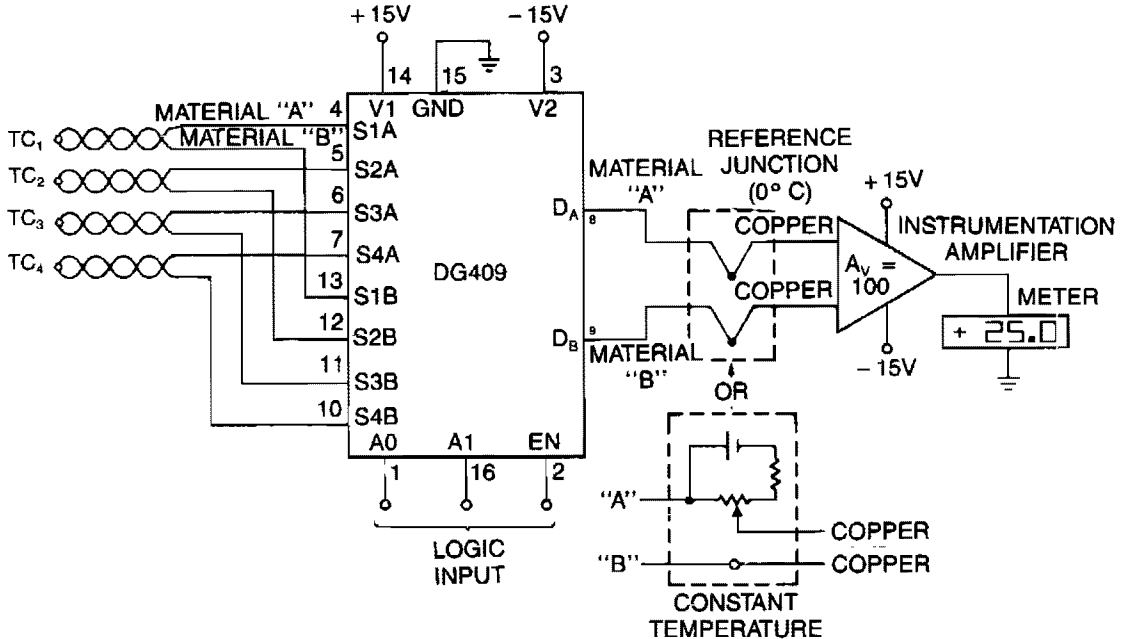 +15V
-15V
14
15
3
V1
GND
V2
MATERIAL "A"
4
S1A
TC1
MATERIAL "B"
5
S2A
TC2
6
S3A
TC3
7
S4A
TC4
13
S1B
12
S2B
11
S3B
10
S4B
DG409
DA
8
DB
9
A0
A1
EN
1
16
2
LOGIC
INPUT
MATERIAL
"A"
MATERIAL
"B"
REFERENCE
JUNCTION
(0° C)
COPPER
COPPER
+15V
AV =
100
-15V
INSTRUMENTATION
AMPLIFIER
METER
+ 25.0
OR
"A"
COPPER
"B"
COPPER
CONSTANT
TEMPERATURE